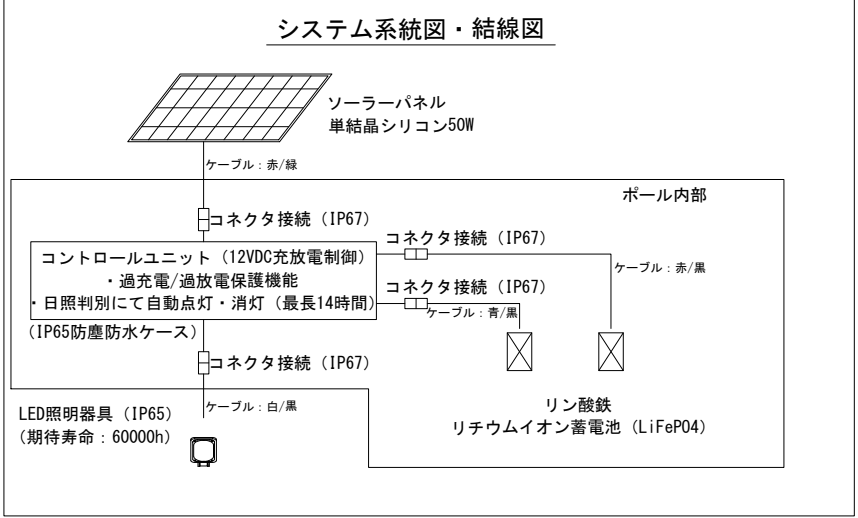 システム系統図・結線図
ソーラーパネル
単結晶シリコン50W
ケーブル：赤/緑
ポール内部
コネクタ接続（IP67）
コネクタ接続（IP67）
コントロールユニット（12VDC充放電制御）
・過充電/過放電保護機能
・日照判別にて自動点灯・消灯（最長14時間）
（IP65防塵防水ケース）
ケーブル：赤/黒
コネクタ接続（IP67）
ケーブル：青/黒
コネクタ接続（IP67）
ケーブル：白/黒
LED照明器具（IP65）
（期待寿命：60000h）
リン酸鉄
リチウムイオン蓄電池（LiFePO4）